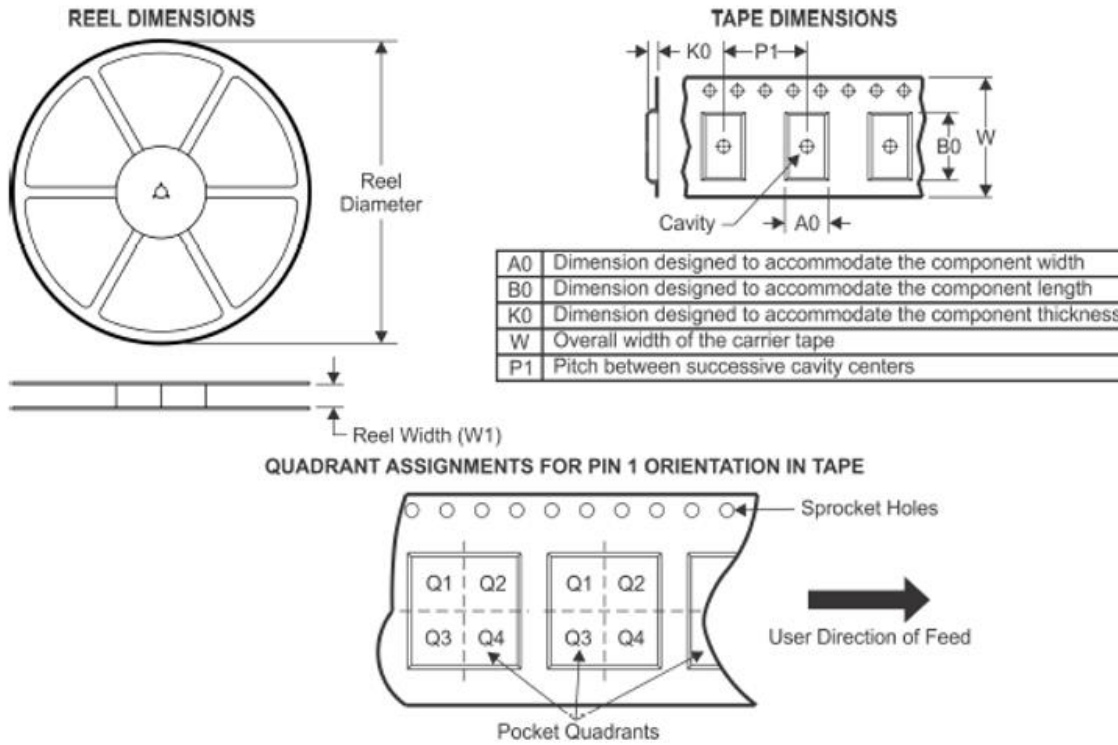 REEL DIMENSIONS
Reel
Diameter
Reel Width (W1)
TAPE DIMENSIONS
K0
P1
B0
W
Cavity
A0
A0 Dimension designed to accommodate the component width
B0 Dimension designed to accommodate the component length
K0 Dimension designed to accommodate the component thickness
W Overall width of the carrier tape
P1 Pitch between successive cavity centers
QUADRANT ASSIGNMENTS FOR PIN 1 ORIENTATION IN TAPE
Sprocket Holes
Q1 Q2 Q1 Q2
Q3 Q4 Q3 Q4
User Direction of Feed
Pocket Quadrants